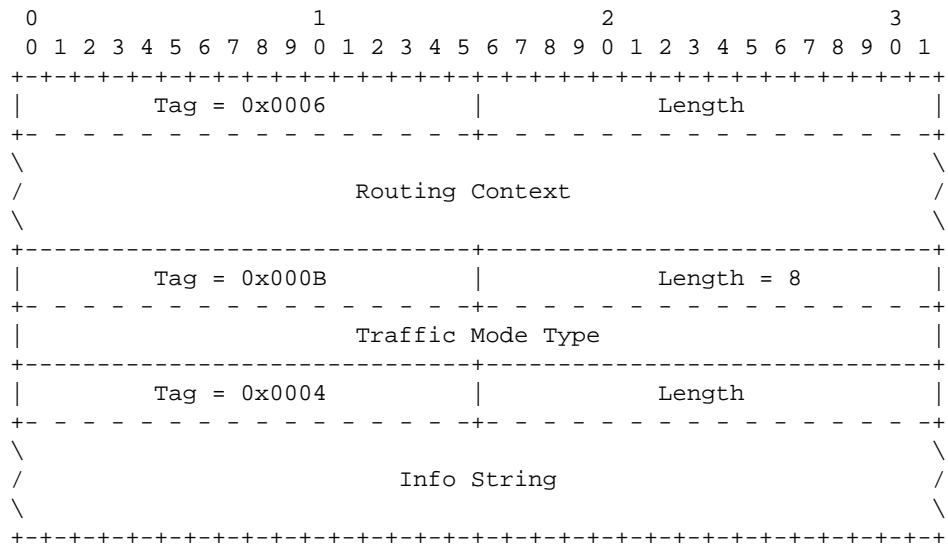 0                   1                   2                   3
 0 1 2 3 4 5 6 7 8 9 0 1 2 3 4 5 6 7 8 9 0 1 2 3 4 5 6 7 8 9 0 1
+-+-+-+-+-+-+-+-+-+-+-+-+-+-+-+-+-+-+-+-+-+-+-+-+-+-+-+-+-+-+-+-+
|         Tag = 0x0006          |            Length             |
+- - - - - - - - - - - - - - - -+- - - - - - - - - - - - - - - -+
\                                                               \
/                       Routing Context                         /
\                                                               \
+-------------------------------+-------------------------------+
|         Tag = 0x000B          |            Length = 8         |
+- - - - - - - - - - - - - - - -+- - - - - - - - - - - - - - - -+
|                       Traffic Mode Type                       |
+-------------------------------+-------------------------------+
|         Tag = 0x0004          |            Length             |
+- - - - - - - - - - - - - - - -+- - - - - - - - - - - - - - - -+
\                                                               \
/                          Info String                          /
\                                                               \
+-+-+-+-+-+-+-+-+-+-+-+-+-+-+-+-+-+-+-+-+-+-+-+-+-+-+-+-+-+-+-+-+